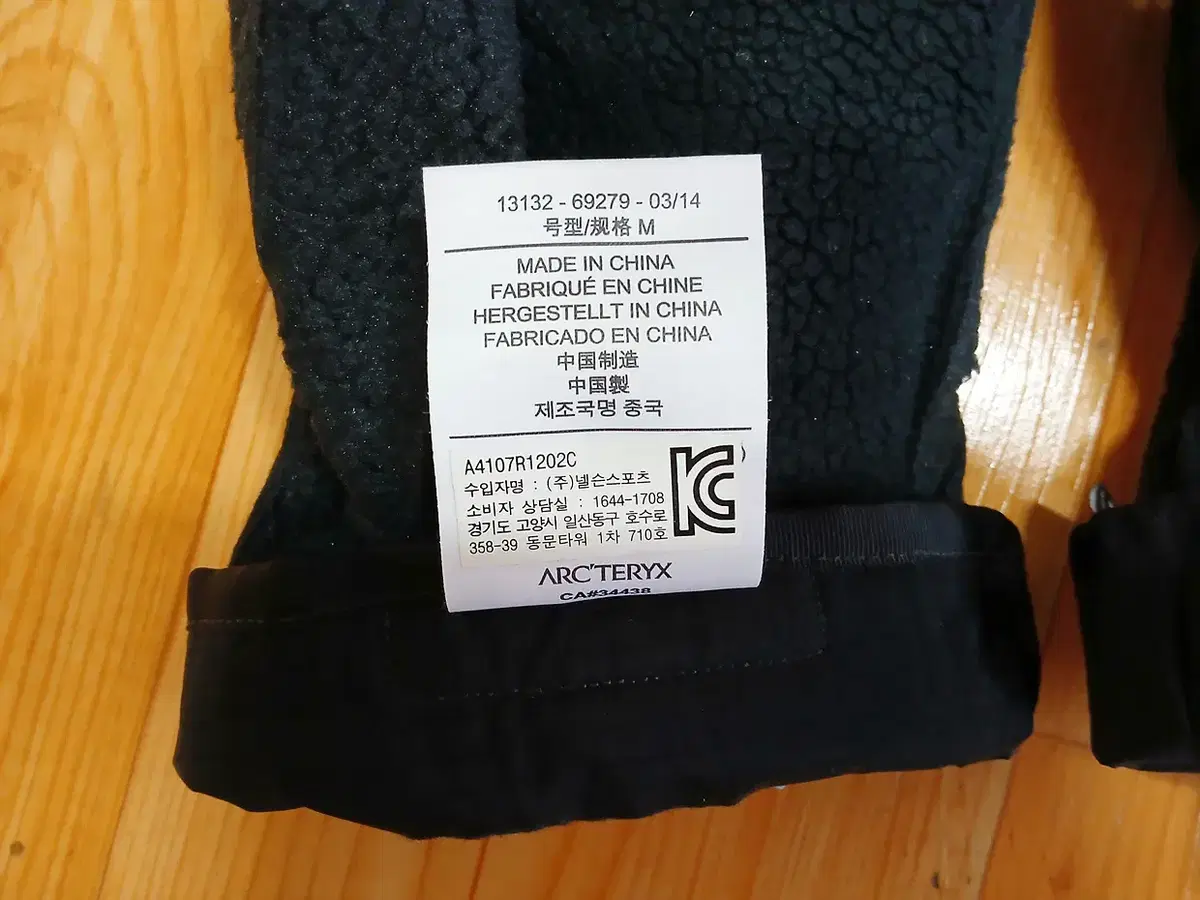 13132 - 69279 - 03/14
号型/规格 M
MADE IN CHINA
FABRIQUÉ EN CHINE
HERGESTELLT IN CHINA
FABRICADO EN CHINA
中国制造
中国製
제조국명 중국
A4107R1202C
수입자명 : (주)넬슨스포츠
소비자 상담실 : 1644-1708
경기도 고양시 일산동구 호수로
358-39 동문타워 1차 710호
KC
ARC'TERYX
CA#34438